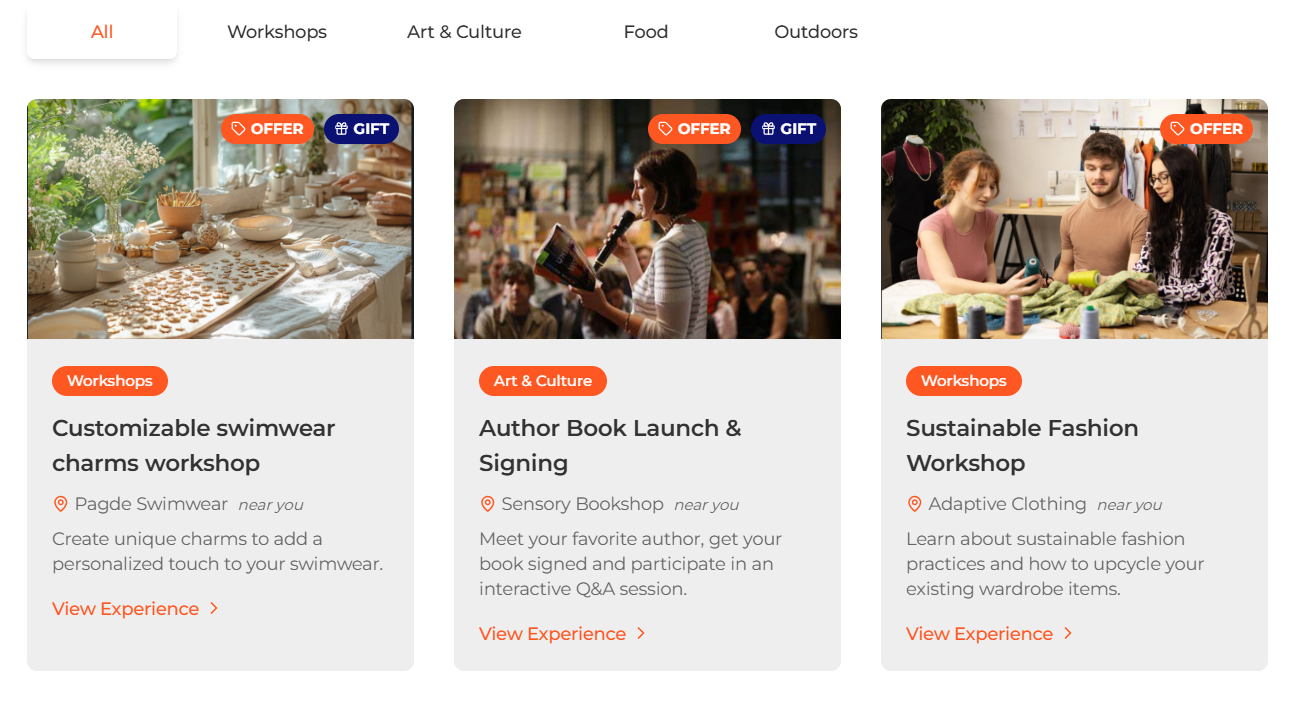 All
Workshops
Art & Culture
Food
Outdoors
OFFER
GIFT
Workshops
Customizable swimwear
charms workshop
Pagde Swimwear near you
Create unique charms to add a
personalized touch to your swimwear.
View Experience
OFFER
GIFT
Art & Culture
Author Book Launch &
Signing
Sensory Bookshop near you
Meet your favorite author, get your
book signed and participate in an
interactive Q&A session.
View Experience
OFFER
Workshops
Sustainable Fashion
Workshop
Adaptive Clothing near you
Learn about sustainable fashion
practices and how to upcycle your
existing wardrobe items.
View Experience